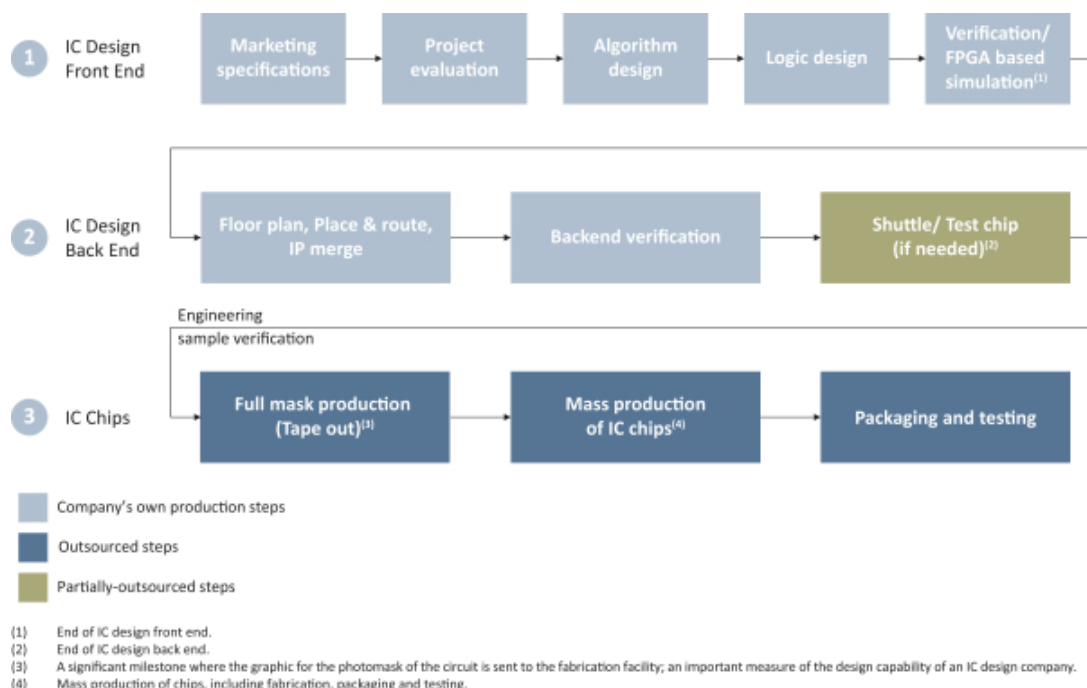 1
IC Design
Front End
Marketing
specifications
Project
evaluation
Algorithm
design
Logic design
Verification/
FPGA based
simulation(1)
2
IC Design
Back End
Floor plan, Place & route,
IP merge
Backend verification
Shuttle/ Test chip
(if needed)(2)
Engineering
sample verification
3
IC Chips
Full mask production
(Tape out)(3)
Mass production
of IC chips(4)
Packaging and testing
Company's own production steps
Outsourced steps
Partially-outsourced steps
(1) End of IC design front end.
(2) End of IC design back end.
(3) A significant milestone where the graphic for the photomask of the circuit is sent to the fabrication facility; an important measure of the design capability of an IC design company.
(4) Mass production of chips, including fabrication, packaging and testing.